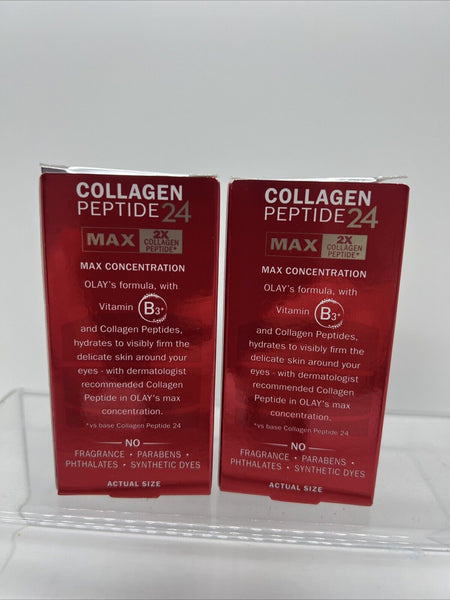 COLLAGEN
PEPTIDE 24
MAX
2X
COLLAGEN
PEPTIDE*
MAX CONCENTRATION
OLAY's formula, with
Vitamin B3+
and Collagen Peptides,
hydrates to visibly firm the
delicate skin around your
eyes - with dermatologist
recommended Collagen
Peptide in OLAY's max
concentration.
*vs base Collagen Peptide 24
NO
FRAGRANCE • PARABENS •
PHTHALATES • SYNTHETIC DYES
ACTUAL SIZE
COLLAGEN
PEPTIDE 24
MAX
2X
COLLAGEN
PEPTIDE*
MAX CONCENTRATION
OLAY's formula, with
Vitamin B3+
and Collagen Peptides,
hydrates to visibly firm the
delicate skin around your
eyes - with dermatologist
recommended Collagen
Peptide in OLAY's max
concentration.
*vs base Collagen Peptide 24
NO
FRAGRANCE • PARABENS •
PHTHALATES • SYNTHETIC DYES
ACTUAL SIZE